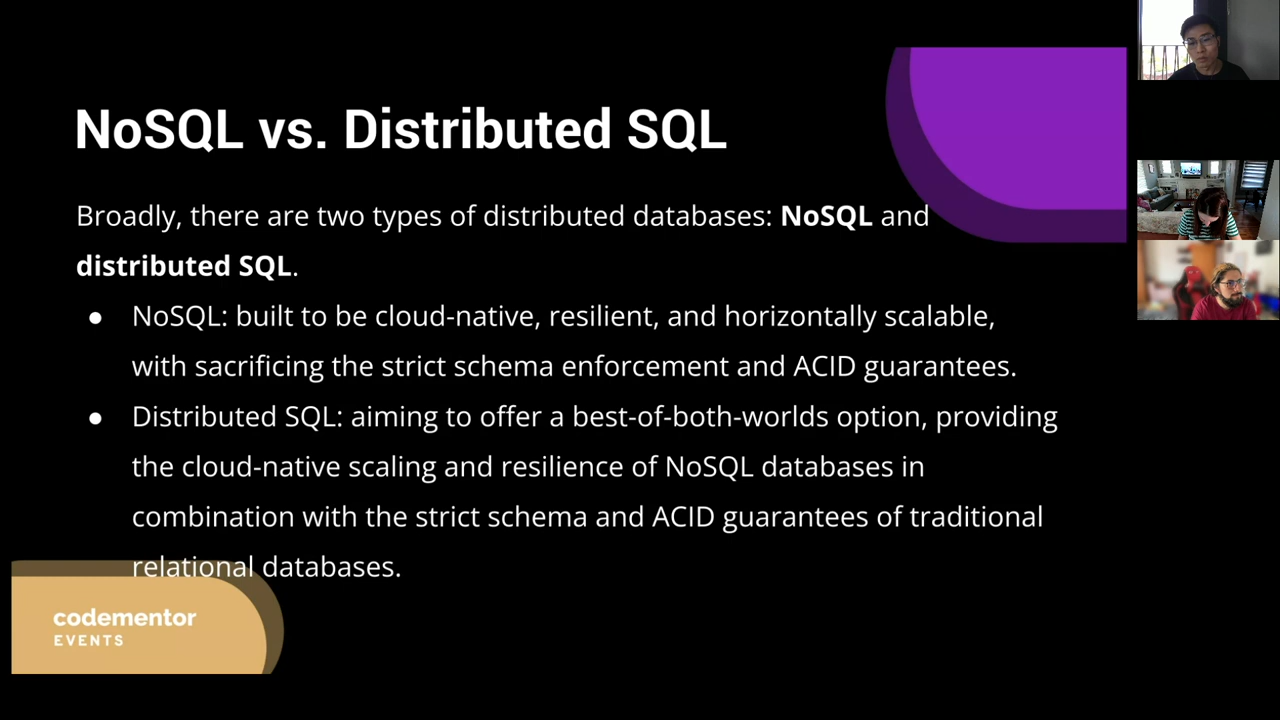 NoSQL vs. Distributed SQL
Broadly, there are two types of distributed databases: NoSQL and
distributed SQL.
● NoSQL: built to be cloud-native, resilient, and horizontally scalable,
with sacrificing the strict schema enforcement and ACID guarantees.
● Distributed SQL: aiming to offer a best-of-both-worlds option, providing
the cloud-native scaling and resilience of NoSQL databases in
combination with the strict schema and ACID guarantees of traditional
relational databases.
codementor
EVENTS